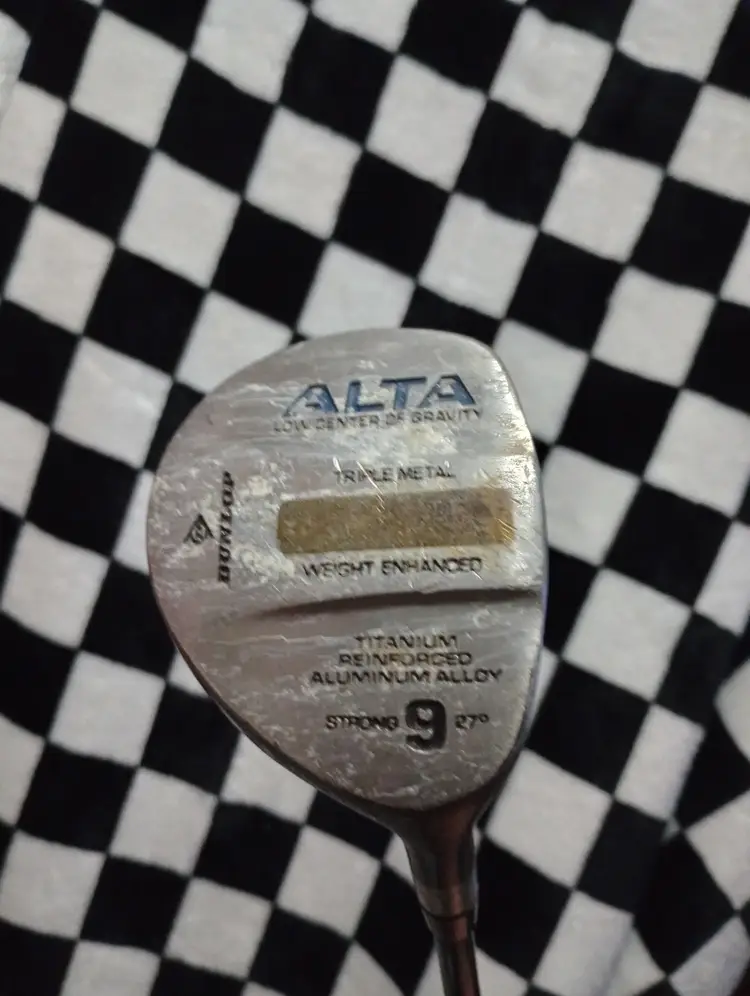 ALTA
LOW CENTER OF GRAVITY
TRIPLE METAL
DUNLOP
WEIGHT ENHANCED
TITANIUM
REINFORCED
ALUMINUM ALLOY
STRONG 9 27°